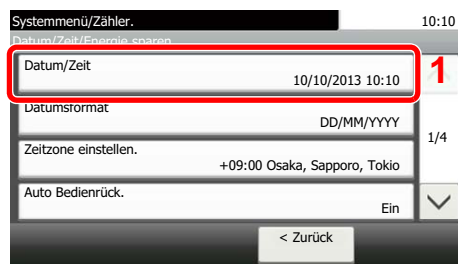 Systemmenü/Zähler.
10:10
Datum/Zeit/Energie sparen
Datum/Zeit
10/10/2013 10:10
1
Datumsformat
DD/MM/YYYY
1/4
Zeitzone einstellen.
+09:00 Osaka, Sapporo, Tokio
Auto Bedienrück.
Ein
< Zurück